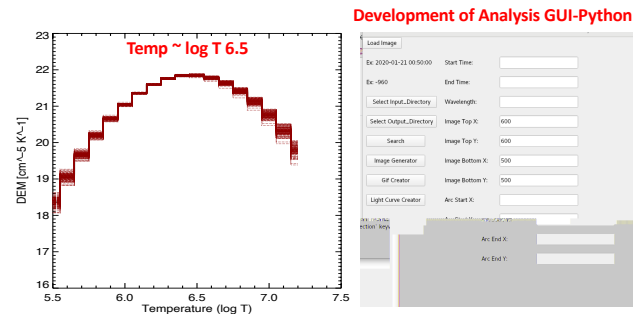 Development of Analysis GUI-Python
Temp ~ log T 6.5
23
22
21
20
19
18
17
16
DEM [cm^-5 K^-1]
5.5 6.0 6.5 7.0 7.5
Temperature (log T)
Load Image
Ex: 2020-01-21 00:50:00 Start Time:
Ex: -960 End Time:
Select Input_Directory Wavelength:
Select Output_Directory Image Top X: 600
Search Image Top Y: 600
Image Generator Image Bottom X: 500
Gif Creator Image Bottom Y: 500
Light Curve Creator Arc Start X:
ection' keyw
Arc End X:
Arc End Y: